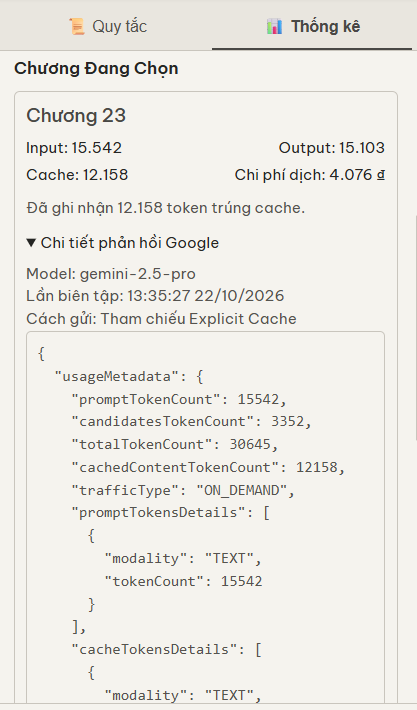 Quy tắc
Thống kê
Chương Đang Chọn
Chương 23
Input: 15.542
Output: 15.103
Cache: 12.158
Chi phí dịch: 4.076 ₫
Đã ghi nhận 12.158 token trúng cache.
▼ Chi tiết phản hồi Google
Model: gemini-2.5-pro
Lần biên tập: 13:35:27 22/10/2026
Cách gửi: Tham chiếu Explicit Cache
{
  "usageMetadata": {
    "promptTokenCount": 15542,
    "candidatesTokenCount": 3352,
    "totalTokenCount": 30645,
    "cachedContentTokenCount": 12158,
    "trafficType": "ON_DEMAND",
    "promptTokensDetails": [
      {
        "modality": "TEXT",
        "tokenCount": 15542
      }
    ],
    "cacheTokensDetails": [
      {
        "modality": "TEXT",